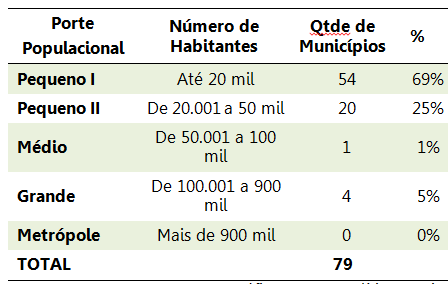 Porte Populacional | Número de Habitantes | Qtde de Municípios | %
Pequeno I | Até 20 mil | 54 | 69%
Pequeno II | De 20.001 a 50 mil | 20 | 25%
Médio | De 50.001 a 100 mil | 1 | 1%
Grande | De 100.001 a 900 mil | 4 | 5%
Metrópole | Mais de 900 mil | 0 | 0%
TOTAL | 79